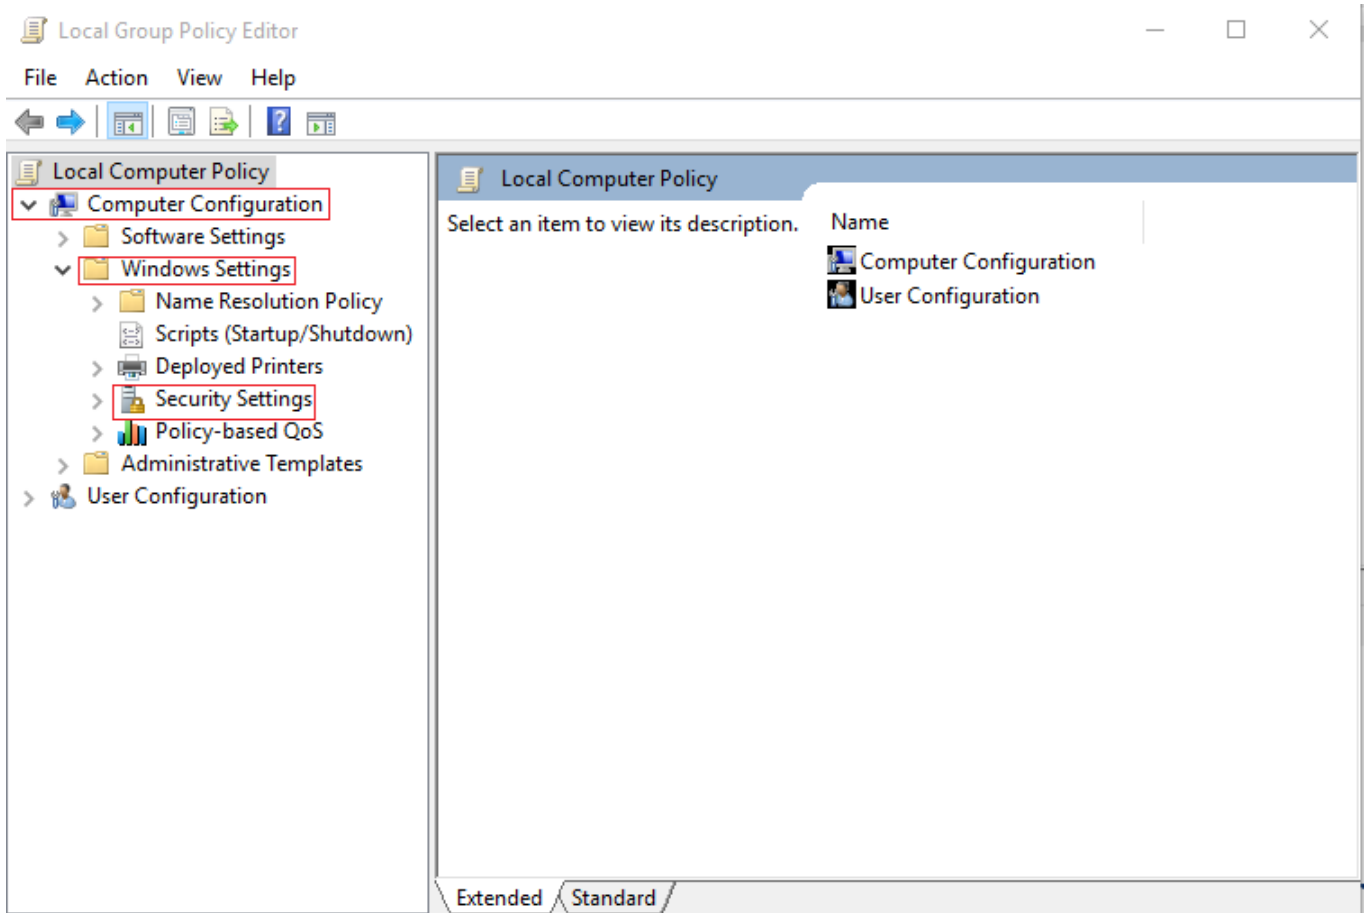 Local Group Policy Editor
File Action View Help
Local Computer Policy
Computer Configuration
Software Settings
Windows Settings
Name Resolution Policy
Scripts (Startup/Shutdown)
Deployed Printers
Security Settings
Policy-based QoS
Administrative Templates
User Configuration
Local Computer Policy
Select an item to view its description.
Name
Computer Configuration
User Configuration
Extended Standard